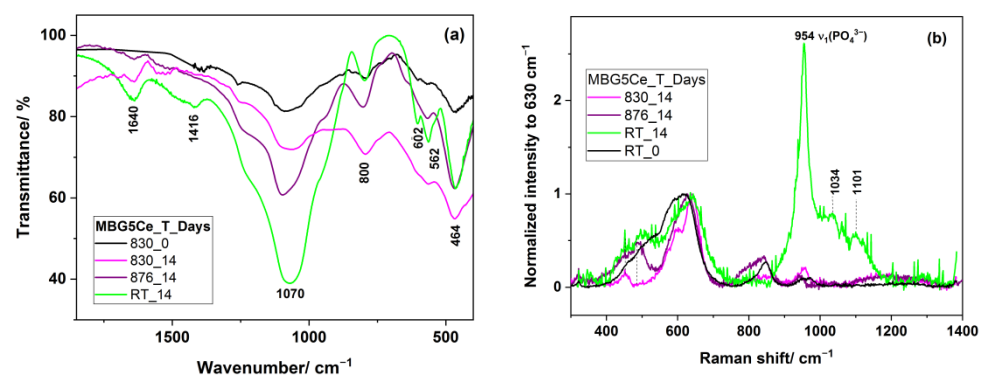 (a)
100
80
60
40
Transmittance/ %
1640
1416
1070
800
602
562
464
MBG5Ce_T_Days
830_0
830_14
876_14
RT_14
1500
1000
500
Wavenumber/ cm⁻¹
(b)
954 ν₁(PO₄³⁻)
MBG5Ce_T_Days
830_14
876_14
RT_14
RT_0
1034
1101
2
1
0
Normalized intensity to 630 cm⁻¹
400
600
800
1000
1200
1400
Raman shift/ cm⁻¹